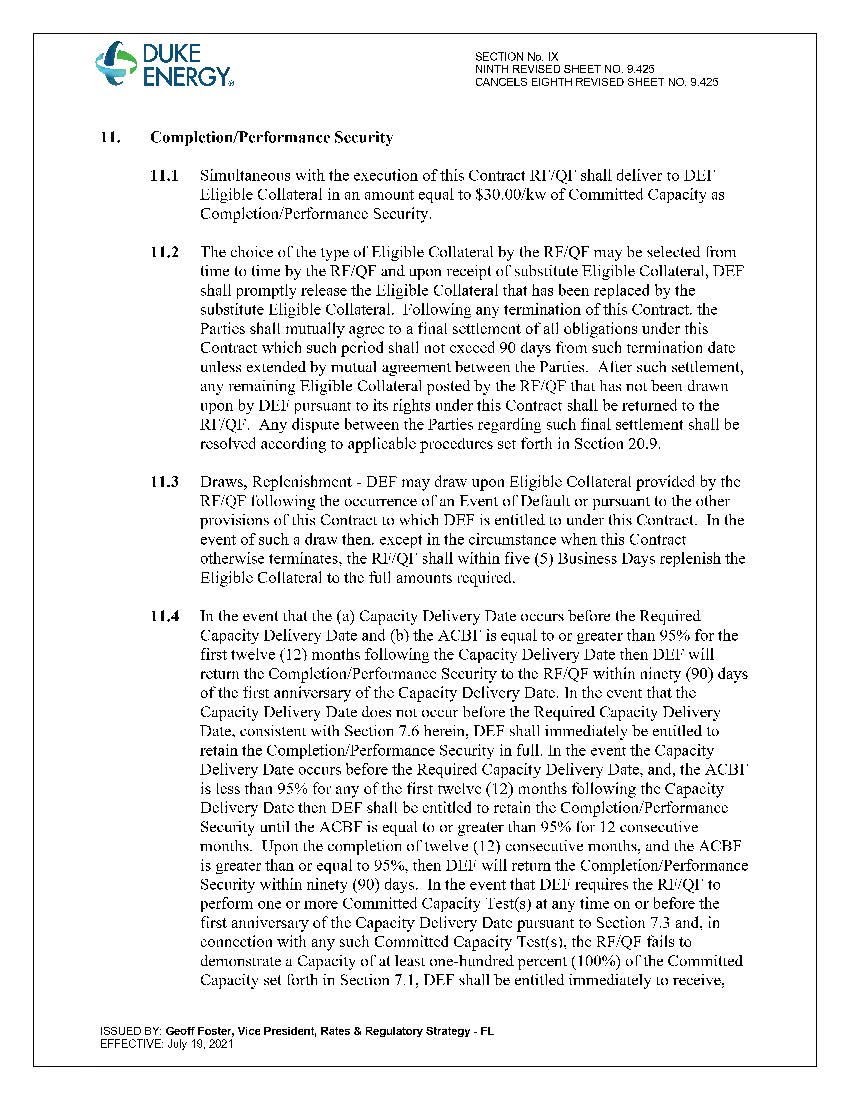 DUKE
ENERGY®
SECTION No. IX
NINTH REVISED SHEET NO. 9.425
CANCELS EIGHTH REVISED SHEET NO. 9.425
11. Completion/Performance Security
11.1 Simultaneous with the execution of this Contract RF/QF shall deliver to DEF
Eligible Collateral in an amount equal to $30.00/kw of Committed Capacity as
Completion/Performance Security.
11.2 The choice of the type of Eligible Collateral by the RF/QF may be selected from
time to time by the RF/QF and upon receipt of substitute Eligible Collateral, DEF
shall promptly release the Eligible Collateral that has been replaced by the
substitute Eligible Collateral. Following any termination of this Contract, the
Parties shall mutually agree to a final settlement of all obligations under this
Contract which such period shall not exceed 90 days from such termination date
unless extended by mutual agreement between the Parties. After such settlement,
any remaining Eligible Collateral posted by the RF/QF that has not been drawn
upon by DEF pursuant to its rights under this Contract shall be returned to the
RF/QF. Any dispute between the Parties regarding such final settlement shall be
resolved according to applicable procedures set forth in Section 20.9.
11.3 Draws, Replenishment - DEF may draw upon Eligible Collateral provided by the
RF/QF following the occurrence of an Event of Default or pursuant to the other
provisions of this Contract to which DEF is entitled to under this Contract. In the
event of such a draw then, except in the circumstance when this Contract
otherwise terminates, the RF/QF shall within five (5) Business Days replenish the
Eligible Collateral to the full amounts required.
11.4 In the event that the (a) Capacity Delivery Date occurs before the Required
Capacity Delivery Date and (b) the ACBF is equal to or greater than 95% for the
first twelve (12) months following the Capacity Delivery Date then DEF will
return the Completion/Performance Security to the RF/QF within ninety (90) days
of the first anniversary of the Capacity Delivery Date. In the event that the
Capacity Delivery Date does not occur before the Required Capacity Delivery
Date, consistent with Section 7.6 herein, DEF shall immediately be entitled to
retain the Completion/Performance Security in full. In the event the Capacity
Delivery Date occurs before the Required Capacity Delivery Date, and, the ACBF
is less than 95% for any of the first twelve (12) months following the Capacity
Delivery Date then DEF shall be entitled to retain the Completion/Performance
Security until the ACBF is equal to or greater than 95% for 12 consecutive
months. Upon the completion of twelve (12) consecutive months, and the ACBF
is greater than or equal to 95%, then DEF will return the Completion/Performance
Security within ninety (90) days. In the event that DEF requires the RF/QF to
perform one or more Committed Capacity Test(s) at any time on or before the
first anniversary of the Capacity Delivery Date pursuant to Section 7.3 and, in
connection with any such Committed Capacity Test(s), the RF/QF fails to
demonstrate a Capacity of at least one-hundred percent (100%) of the Committed
Capacity set forth in Section 7.1, DEF shall be entitled immediately to receive,
ISSUED BY: Geoff Foster, Vice President, Rates & Regulatory Strategy - FL
EFFECTIVE: July 19, 2021